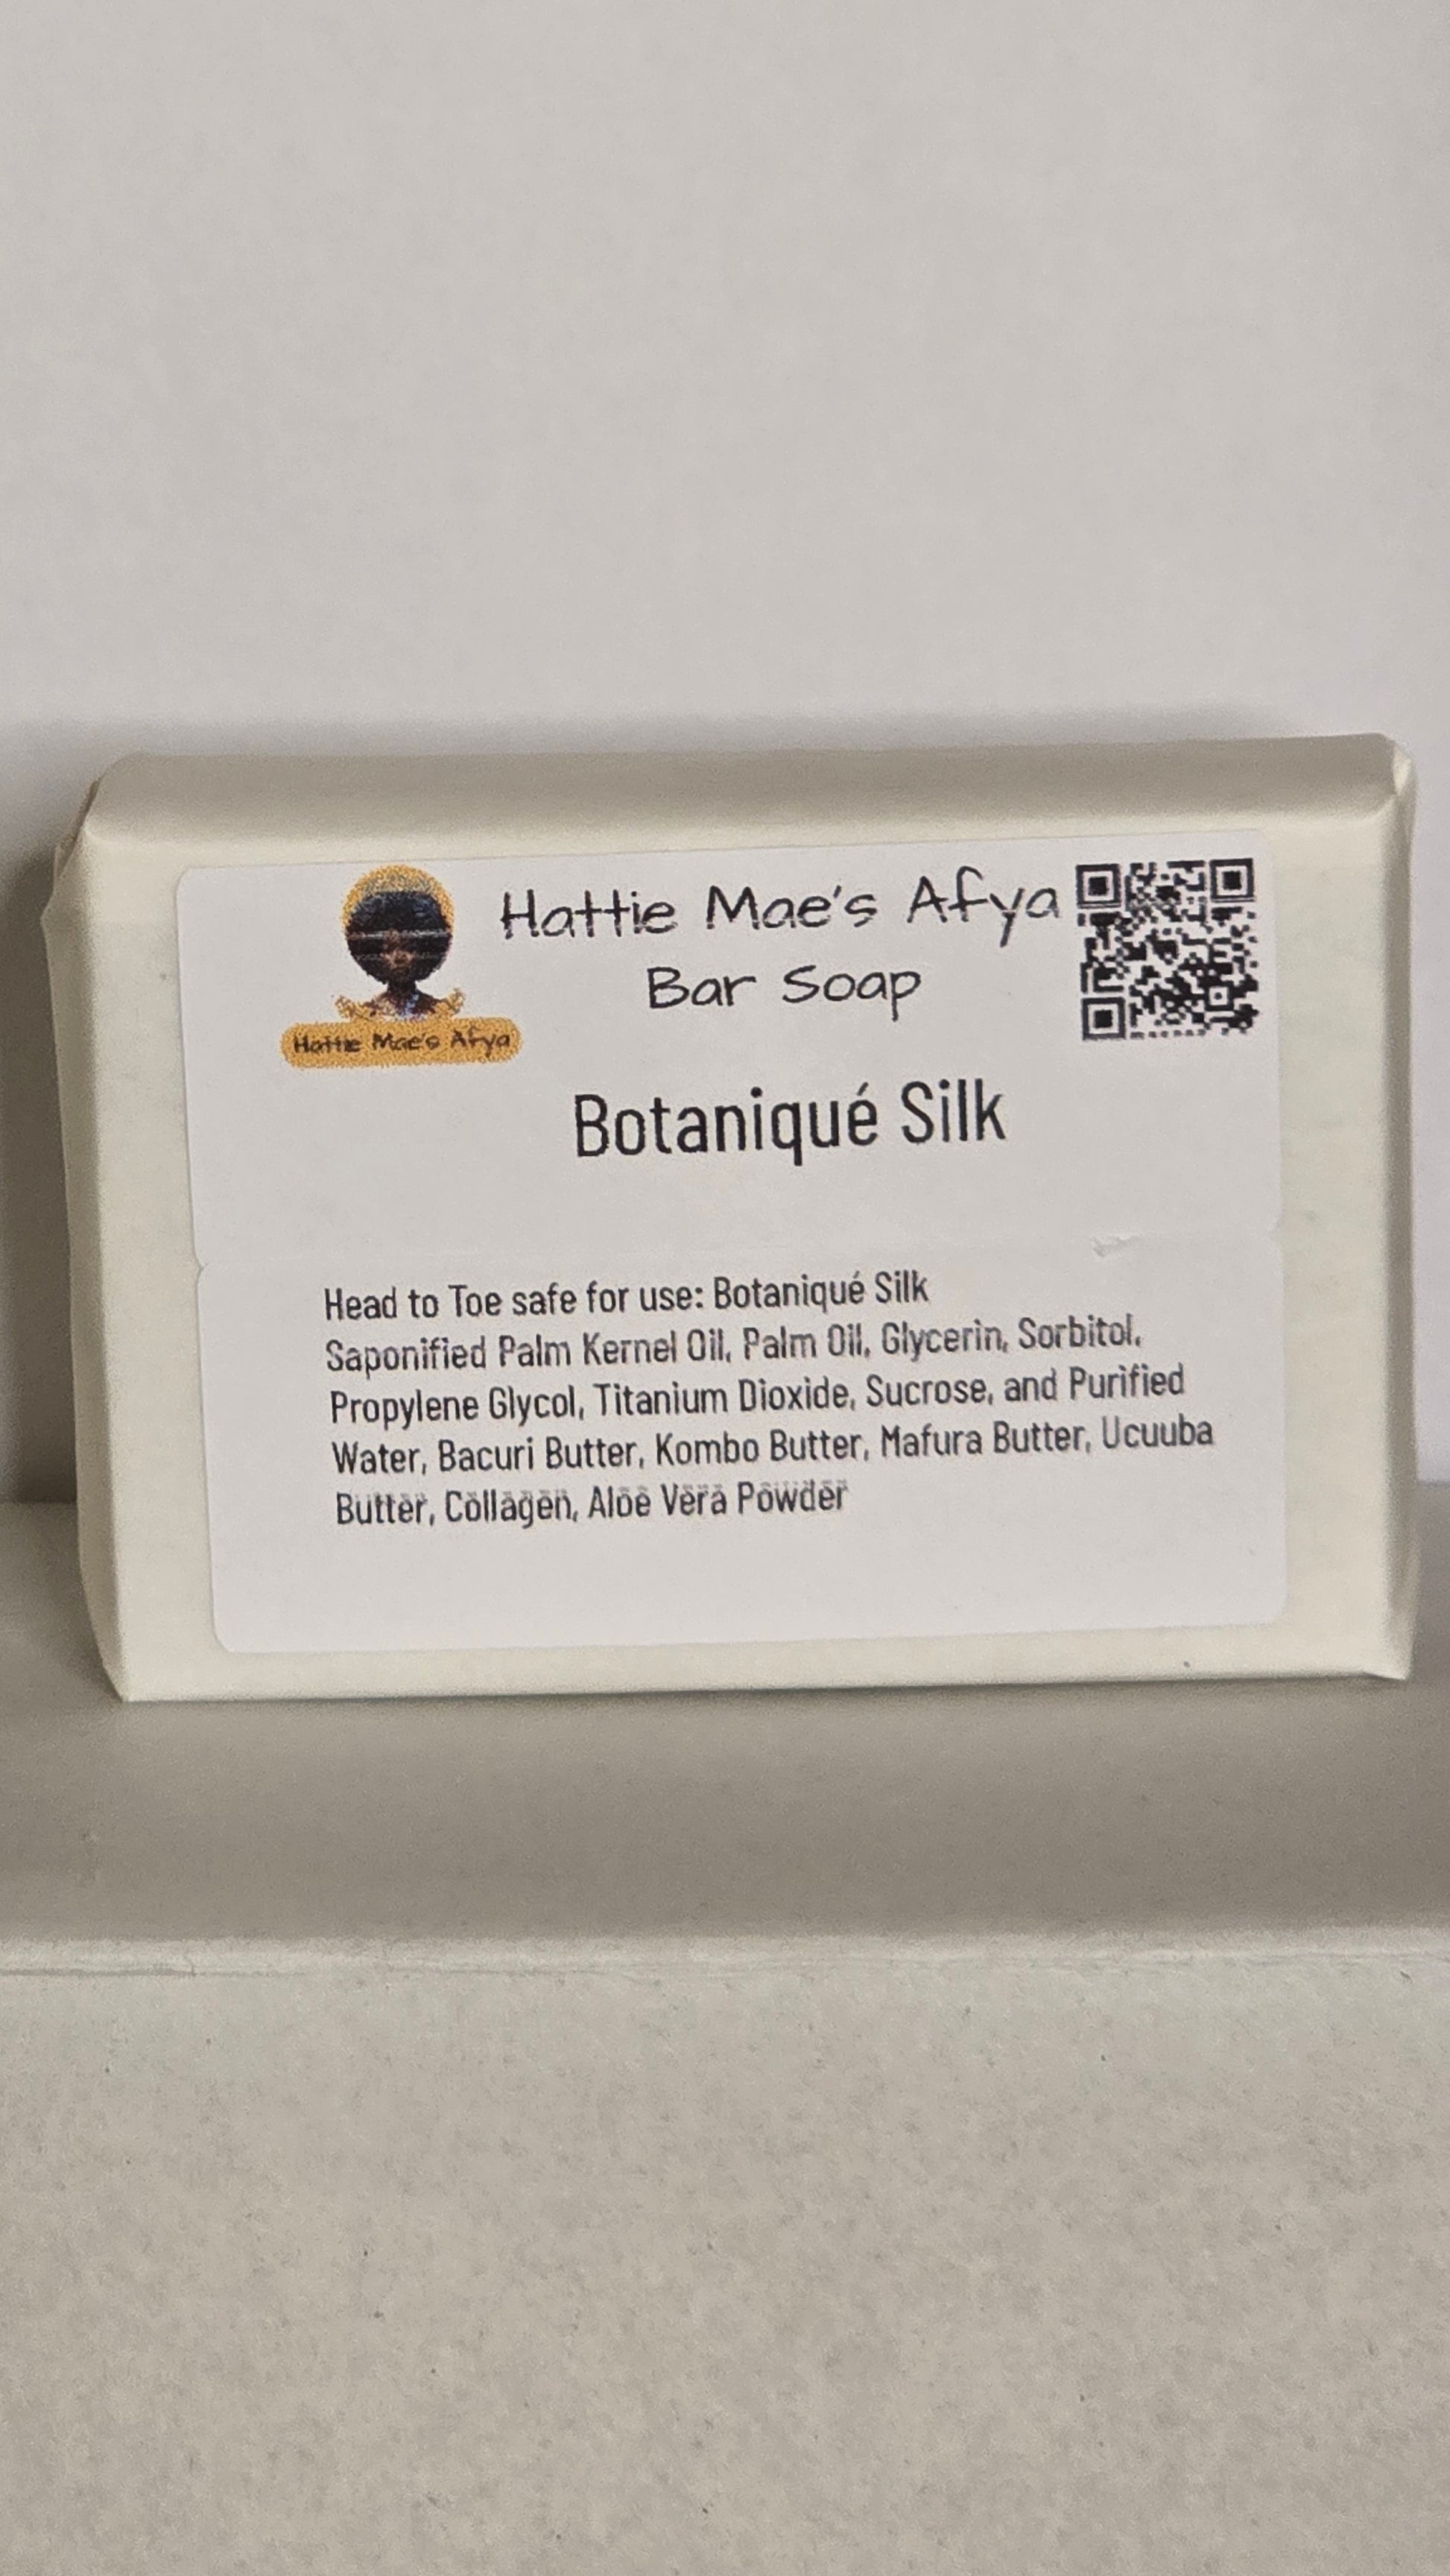 Hattie Mae's Afya
Bar Soap
Hattie Mae's Afya
Botaniqué Silk
Head to Toe safe for use: Botaniqué Silk
Saponified Palm Kernel Oil, Palm Oil, Glycerin, Sorbitol,
Propylene Glycol, Titanium Dioxide, Sucrose, and Purified
Water, Bacuri Butter, Kombo Butter, Mafura Butter, Ucuuba
Butter, Collagen, Aloe Vera Powder